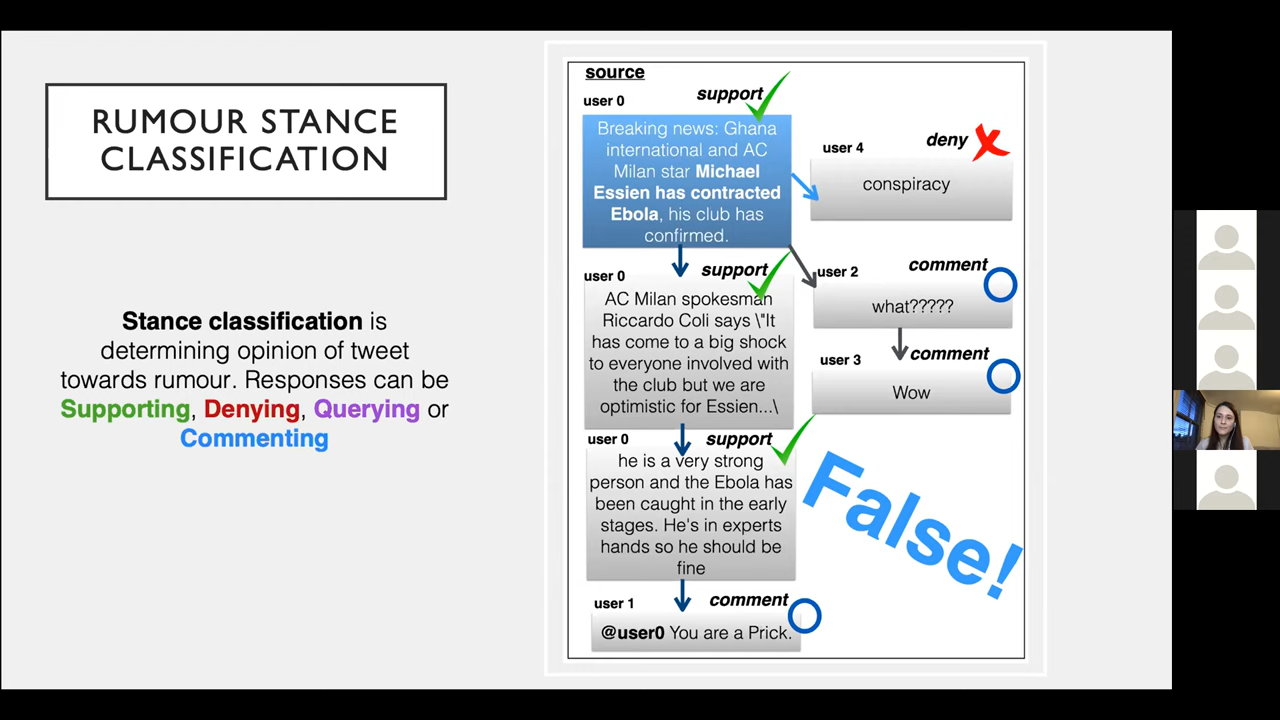 RUMOUR STANCE
CLASSIFICATION
Stance classification is
determining opinion of tweet
towards rumour. Responses can be
Supporting, Denying, Querying or
Commenting
source
user 0
support
Breaking news: Ghana
international and AC
Milan star Michael
Essien has contracted
Ebola, his club has
confirmed.
user 4
deny
conspiracy
user 0
support
AC Milan spokesman
Riccardo Coli says \"It
has come to a big shock
to everyone involved with
the club but we are
optimistic for Essien...\
user 2
comment
what?????
user 3
comment
Wow
user 0
support
he is a very strong
person and the Ebola has
been caught in the early
stages. He's in experts
hands so he should be
fine
False!
user 1
comment
@user0 You are a Prick.